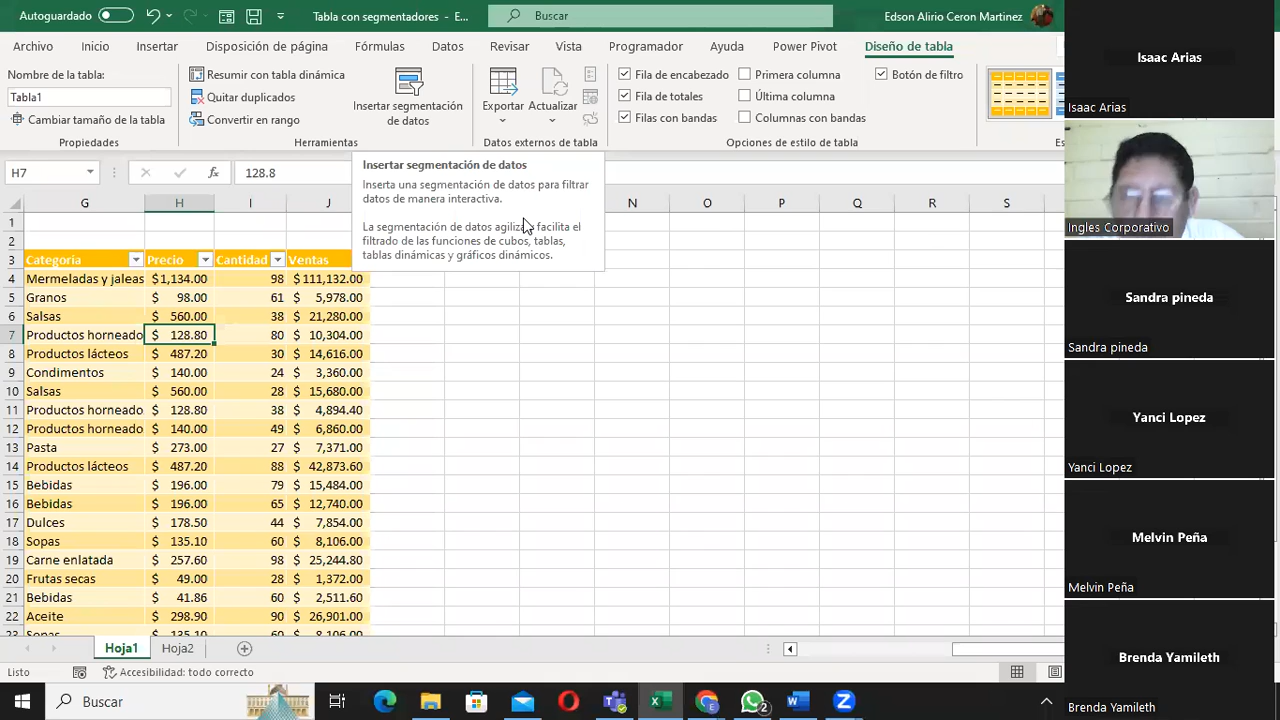 Autoguardado
Tabla con segmentadores - E...
Buscar
Edson Alirio Ceron Martinez
Archivo Inicio Insertar Disposición de página Fórmulas Datos Revisar Vista Programador Ayuda Power Pivot Diseño de tabla
Nombre de la tabla:
Tabla1
Cambiar tamaño de la tabla
Propiedades
Resumir con tabla dinámica
Quitar duplicados
Convertir en rango
Insertar segmentación de datos
Herramientas
Exportar Actualizar
Datos externos de tabla
Fila de encabezado Primera columna Botón de filtro
Fila de totales Última columna
Filas con bandas Columnas con bandas
Opciones de estilo de tabla
H7 fx 128.8
Insertar segmentación de datos
Inserta una segmentación de datos para filtrar
datos de manera interactiva.
La segmentación de datos agiliza facilita el
filtrado de las funciones de cubos, tablas,
tablas dinámicas y gráficos dinámicos.
G H I J N O P Q R S
1
2
3 Categoria Precio Cantidad Ventas
4 Mermeladas y jaleas $1,134.00 98 $111,132.00
5 Granos $ 98.00 61 $ 5,978.00
6 Salsas $ 560.00 38 $ 21,280.00
7 Productos horneado $ 128.80 80 $ 10,304.00
8 Productos lácteos $ 487.20 30 $ 14,616.00
9 Condimentos $ 140.00 24 $ 3,360.00
10 Salsas $ 560.00 28 $ 15,680.00
11 Productos horneado $ 128.80 38 $ 4,894.40
12 Productos horneado $ 140.00 49 $ 6,860.00
13 Pasta $ 273.00 27 $ 7,371.00
14 Productos lácteos $ 487.20 88 $ 42,873.60
15 Bebidas $ 196.00 79 $ 15,484.00
16 Bebidas $ 196.00 65 $ 12,740.00
17 Dulces $ 178.50 44 $ 7,854.00
18 Sopas $ 135.10 60 $ 8,106.00
19 Carne enlatada $ 257.60 98 $ 25,244.80
20 Frutas secas $ 49.00 28 $ 1,372.00
21 Bebidas $ 41.86 60 $ 2,511.60
22 Aceite $ 298.90 90 $ 26,901.00
23 Sopas $ 135.10 60 $ 8,106.00
Hoja1 Hoja2
Listo
Accesibilidad: todo correcto
Buscar
2
Isaac Arias
Isaac Arias
Ingles Corporativo
Sandra pineda
Sandra pineda
Yanci Lopez
Yanci Lopez
Melvin Peña
Melvin Peña
Brenda Yamileth
Brenda Yamileth